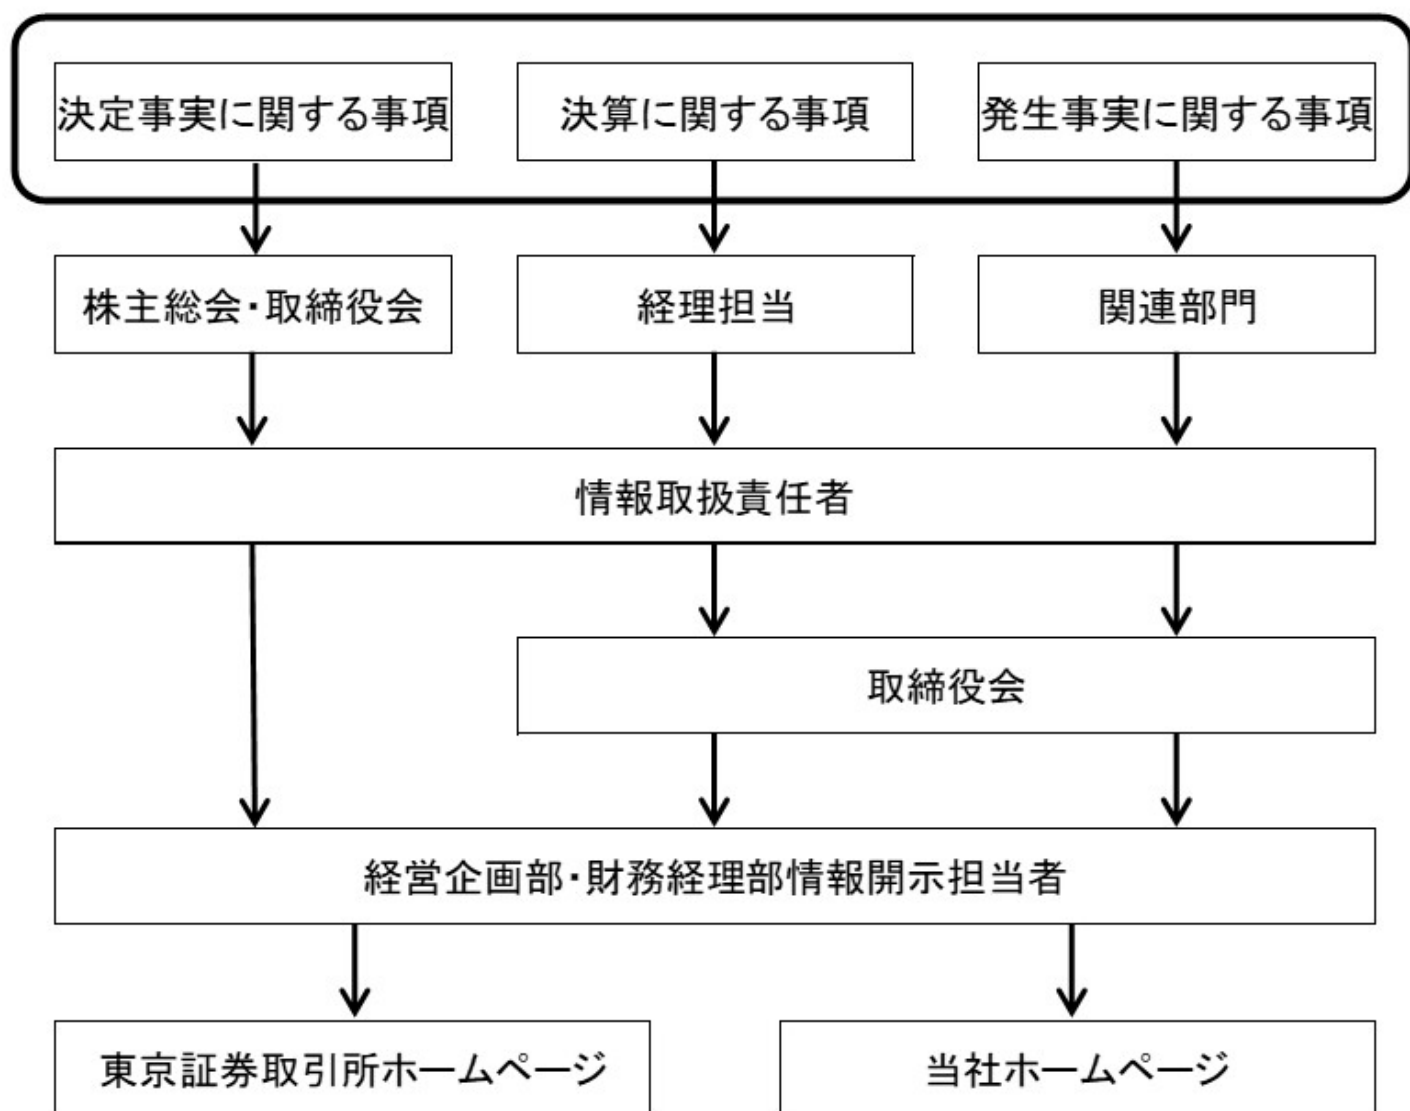 決定事実に関する事項
決算に関する事項
発生事実に関する事項
株主総会・取締役会
経理担当
関連部門
情報取扱責任者
取締役会
経営企画部・財務経理部情報開示担当者
東京証券取引所ホームページ
当社ホームページ